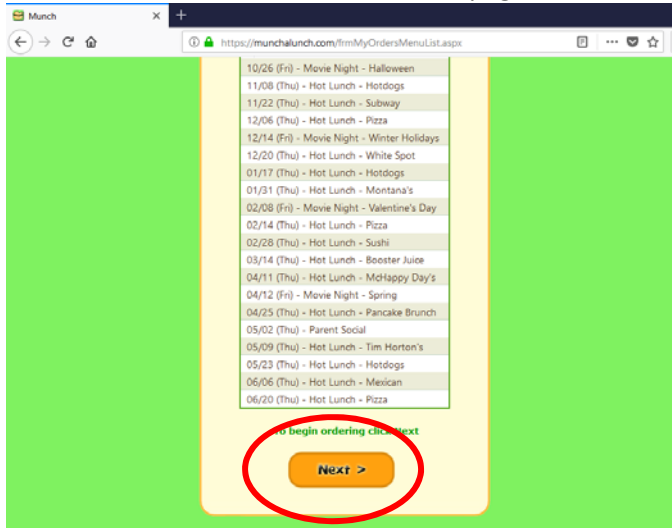 Munch
https://munchalunch.com/frmMyOrdersMenuList.aspx
10/26 (Fri) - Movie Night - Halloween
11/08 (Thu) - Hot Lunch - Hotdogs
11/22 (Thu) - Hot Lunch - Subway
12/06 (Thu) - Hot Lunch - Pizza
12/14 (Fri) - Movie Night - Winter Holidays
12/20 (Thu) - Hot Lunch - White Spot
01/17 (Thu) - Hot Lunch - Hotdogs
01/31 (Thu) - Hot Lunch - Montana's
02/08 (Fri) - Movie Night - Valentine's Day
02/14 (Thu) - Hot Lunch - Pizza
02/28 (Thu) - Hot Lunch - Sushi
03/14 (Thu) - Hot Lunch - Booster Juice
04/11 (Thu) - Hot Lunch - McHappy Day's
04/12 (Fri) - Movie Night - Spring
04/25 (Thu) - Hot Lunch - Pancake Brunch
05/02 (Thu) - Parent Social
05/09 (Thu) - Hot Lunch - Tim Horton's
05/23 (Thu) - Hot Lunch - Hotdogs
06/06 (Thu) - Hot Lunch - Mexican
06/20 (Thu) - Hot Lunch - Pizza
To begin ordering click Next
Next >